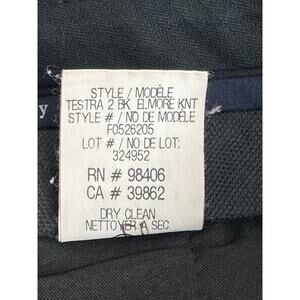 STYLE / MODÈLE
TESTRA 2 BK ELMORE KNT
STYLE # / NO DE MODÈLE
F0526205
LOT # / NO DE LOT:
324952
RN # 98406
CA # 39862
DRY CLEAN
NETTOYER A SEC
y